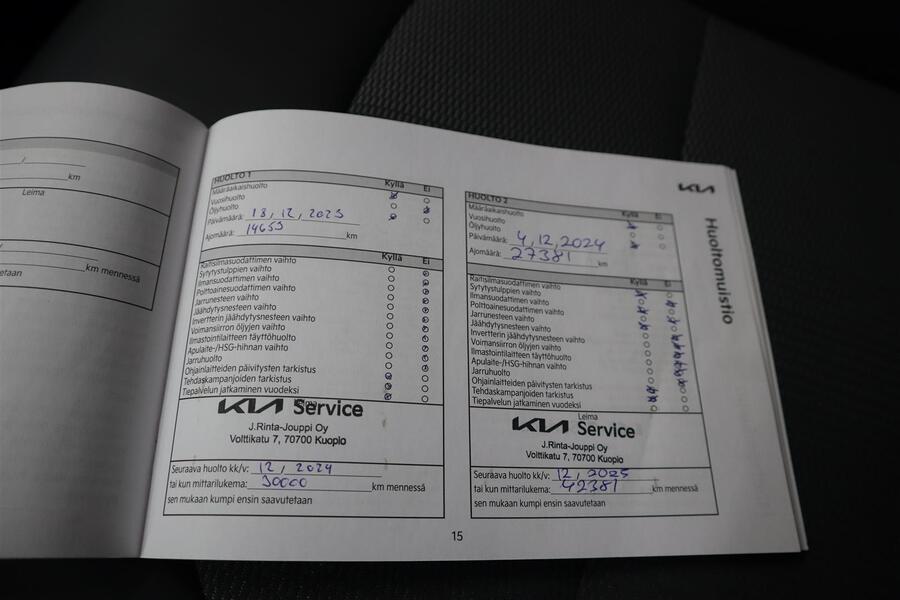 /
km
Leima
/
km mennessä
etaan
HUOLTO 1
Kyllä Ei
Määräaikaishuolto
Vuosihuolto
Öljyhuolto
Päivämäärä: 13, 12, 2023
Ajomäärä: 14653 km
Kyllä Ei
Raitisilmasuodattimen vaihto
Sytytystulppien vaihto
Ilmansuodattimen vaihto
Polttoainesuodattimen vaihto
Jarrunesteen vaihto
Jäähdytysnesteen vaihto
Invertterin jäähdytysnesteen vaihto
Voimansiirron öljyjen vaihto
Ilmastointilaitteen täyttöhuolto
Apulaite-/HSG-hihnan vaihto
Jarruhuolto
Ohjainlaitteiden päivitysten tarkistus
Tehdaskampanjoiden tarkistus
Tiepalvelun jatkaminen vuodeksi
Leima
KIA Service
J.Rinta-Jouppi Oy
Volttikatu 7, 70700 Kuopio
Seuraava huolto kk/v: 12, 2024
tai kun mittarilukema: 30000 km mennessä
sen mukaan kumpi ensin saavutetaan
HUOLTO 2
Kyllä Ei
Määräaikaishuolto
Vuosihuolto
Öljyhuolto
Päivämäärä: 4, 12, 2024
Ajomäärä: 27381 km
Kyllä Ei
Raitisilmasuodattimen vaihto
Sytytystulppien vaihto
Ilmansuodattimen vaihto
Polttoainesuodattimen vaihto
Jarrunesteen vaihto
Jäähdytysnesteen vaihto
Invertterin jäähdytysnesteen vaihto
Voimansiirron öljyjen vaihto
Ilmastointilaitteen täyttöhuolto
Apulaite-/HSG-hihnan vaihto
Jarruhuolto
Ohjainlaitteiden päivitysten tarkistus
Tehdaskampanjoiden tarkistus
Tiepalvelun jatkaminen vuodeksi
Leima
KIA Service
J.Rinta-Jouppi Oy
Volttikatu 7, 70700 Kuopio
Seuraava huolto kk/v: 12, 2025
tai kun mittarilukema: 42381 km mennessä
sen mukaan kumpi ensin saavutetaan
KIA
Huoltomuistio
15